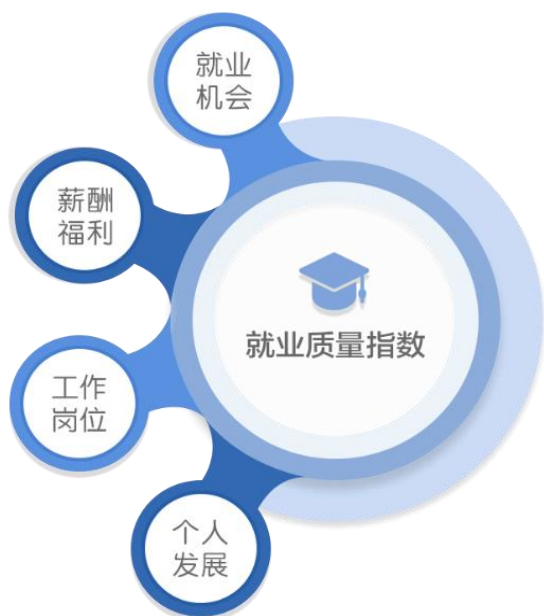 就业
机会
薪酬
福利
就业质量指数
工作
岗位
个人
发展